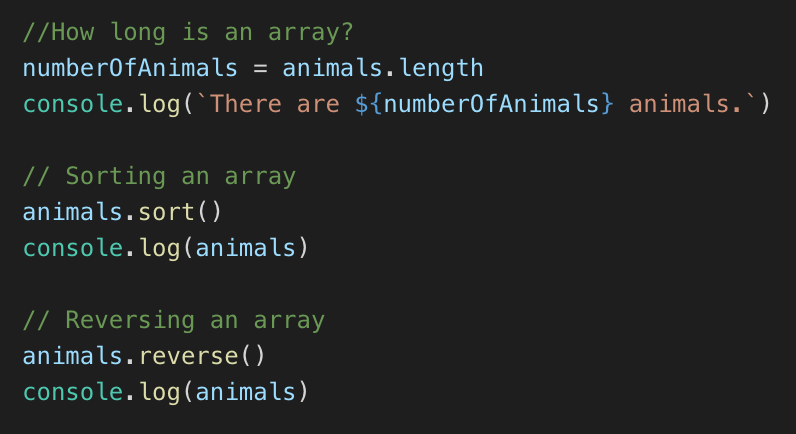 //How long is an array?
numberOfAnimals = animals.length
console.log(`There are ${numberOfAnimals} animals.`)
// Sorting an array
animals.sort()
console.log(animals)
// Reversing an array
animals.reverse()
console.log(animals)